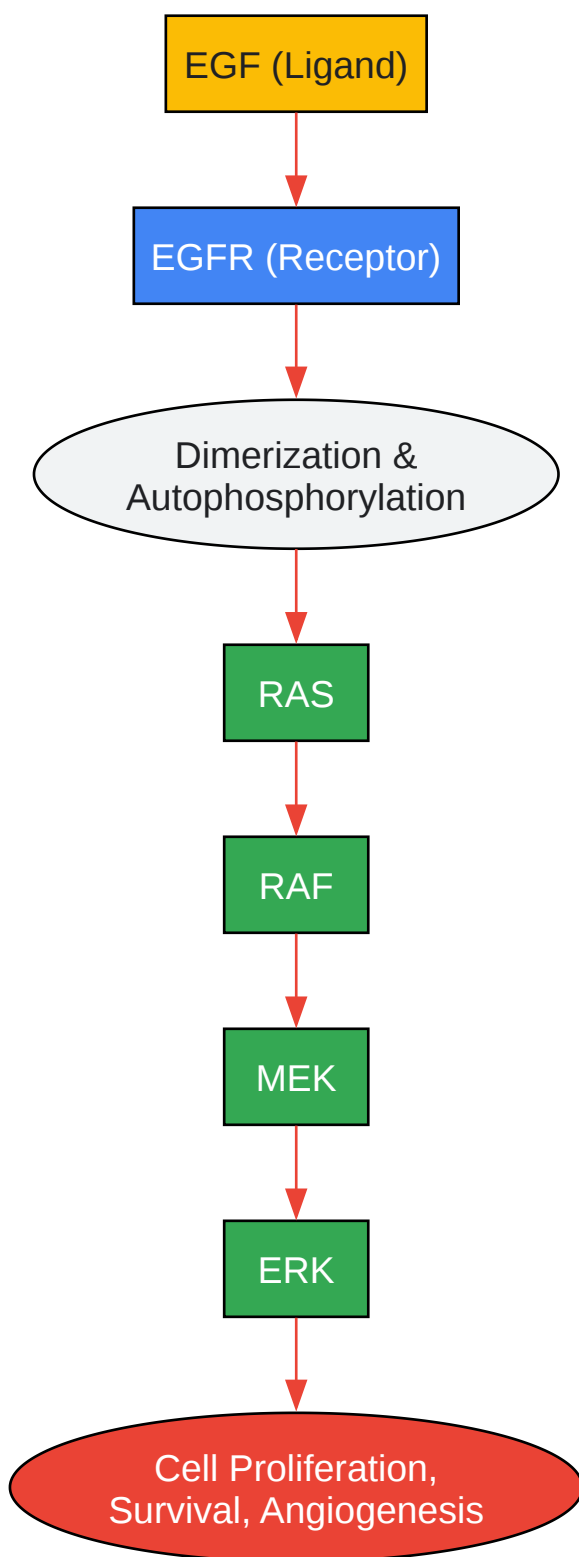 EGF (Ligand)
EGFR (Receptor)
Dimerization &
Autophosphorylation
RAS
RAF
MEK
ERK
Cell Proliferation,
Survival, Angiogenesis